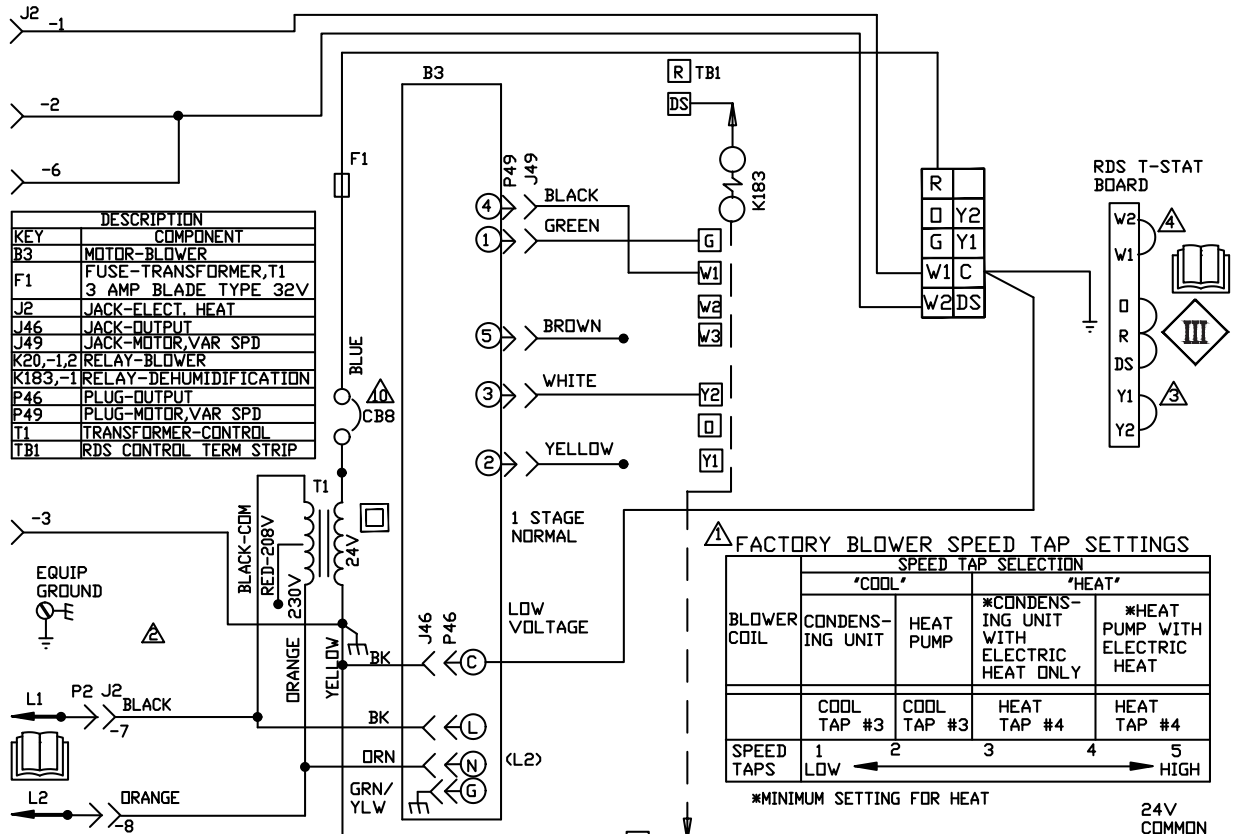 J2
-1
-2
-6
B3
R TB1
DS
F1
K183
P49
J49
4
BLACK
1
GREEN
G
W1
W2
W3
5
BROWN
3
WHITE
Y2
O
2
YELLOW
Y1
1 STAGE
NORMAL
LOW
VOLTAGE
R
O Y2
G Y1
W1 C
W2 DS
RDS T-STAT
BOARD
W2
4
W1
O
R
III
DS
Y1
3
Y2
DESCRIPTION
KEY COMPONENT
B3 MOTOR-BLOWER
F1 FUSE-TRANSFORMER,T1
3 AMP BLADE TYPE 32V
J2 JACK-ELECT. HEAT
J46 JACK-OUTPUT
J49 JACK-MOTOR,VAR SPD
K20,-1,2 RELAY-BLOWER
K183,-1 RELAY-DEHUMIDIFICATION
P46 PLUG-OUTPUT
P49 PLUG-MOTOR,VAR SPD
T1 TRANSFORMER-CONTROL
TB1 RDS CONTROL TERM STRIP
BLUE
10
CB8
T1
BLACK-COM
RED-208V
230V
24V
-3
EQUIP
GROUND
2
ORANGE
YELLOW
J46
P46
BK
C
L1
P2 J2
BLACK
-7
BK
L
ORN
N
(L2)
GRN/
YLW
G
L2
ORANGE
-8
1
FACTORY BLOWER SPEED TAP SETTINGS
SPEED TAP SELECTION
"COOL" "HEAT"
BLOWER
COIL
CONDENS-
ING UNIT
HEAT
PUMP
*CONDENS-
ING UNIT
WITH
ELECTRIC
HEAT ONLY
*HEAT
PUMP WITH
ELECTRIC
HEAT
COOL
TAP #3
COOL
TAP #3
HEAT
TAP #4
HEAT
TAP #4
SPEED
TAPS
1 2 3 4 5
LOW HIGH
*MINIMUM SETTING FOR HEAT
24V
COMMON